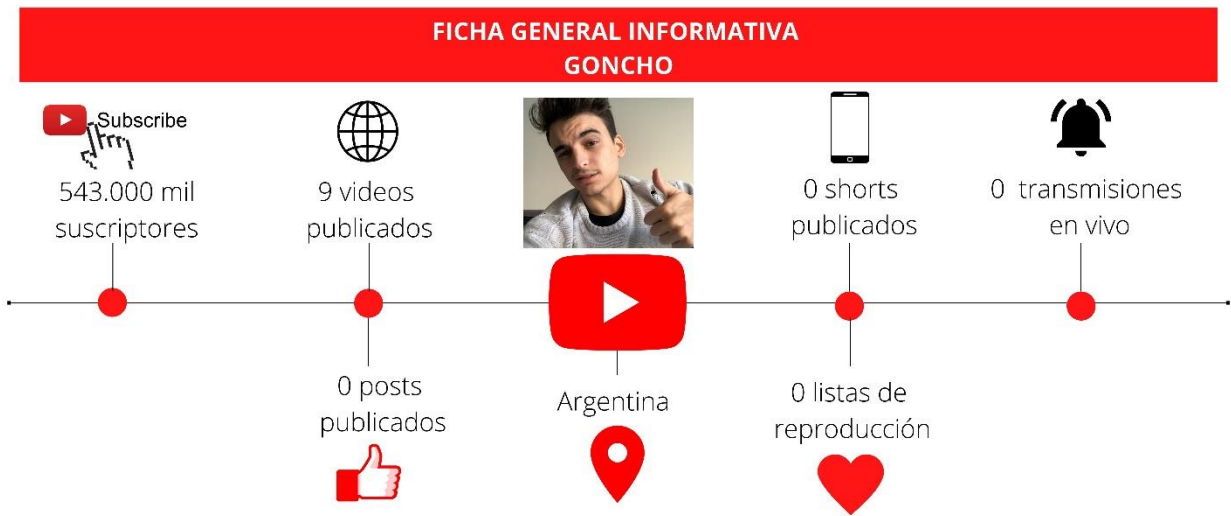 FICHA GENERAL INFORMATIVA
GONCHO
Subscribe
543.000 mil
suscriptores
9 videos
publicados
0 shorts
publicados
0 transmisiones
en vivo
0 posts
publicados
Argentina
0 listas de
reproducción